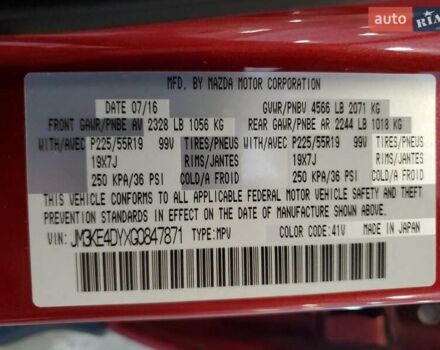 AUTO RIA
MFD. BY MAZDA MOTOR CORPORATION
DATE 07/16 GVWR/PNBV 4566 LB 2071 KG
FRONT GAWR/PNBE AV 2328 LB 1056 KG REAR GAWR/PNBE AR 2244 LB 1018 KG
WITH/AVEC P225/55R19 99V TIRES/PNEUS WITH/AVEC P225/55R19 99V TIRES/PNEUS
19X7J RIMS/JANTES 19X7J RIMS/JANTES
250 KPA/36 PSI COLD/A FROID 250 KPA/36 PSI COLD/A FROID
THIS VEHICLE CONFORMS TO ALL APPLICABLE FEDERAL MOTOR VEHICLE SAFETY, BUMPER, AND THEFT
PREVENTION STANDARDS IN EFFECT ON THE DATE OF MANUFACTURE SHOWN ABOVE.
VIN: JM3KE4DYXG0847871 TYPE: MPV COLOR CODE: 41V MADE IN JAPAN